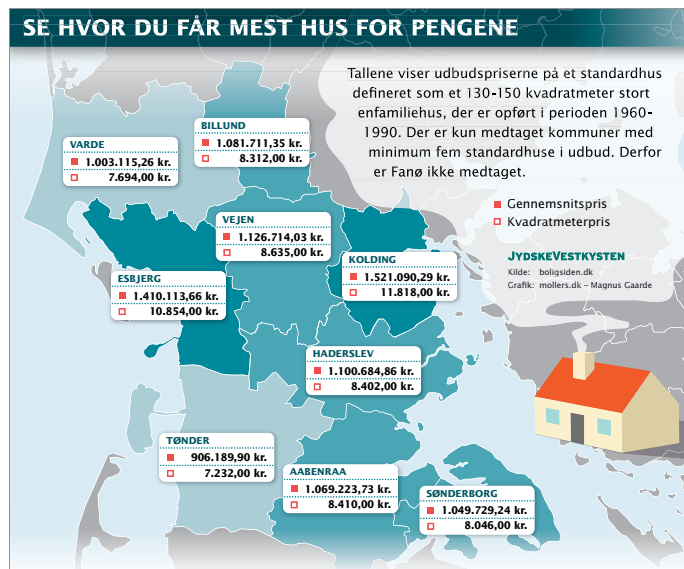 SE HVOR DU FÅR MEST HUS FOR PENGENE
Tallene viser udbudspriserne på et standardhus
defineret som et 130-150 kvadratmeter stort
enfamiliehus, der er opført i perioden 1960-
1990. Der er kun medtaget kommuner med
minimum fem standardhuse i udbud. Derfor
er Fanø ikke medtaget.
Gennemsnitspris
Kvadratmeterpris
JYDSKEVESTKYSTEN
Kilde: boligsiden.dk
Grafik: mollers.dk – Magnus Gaarde
BILLUND
1.081.711,35 kr.
8.312,00 kr.
VARDE
1.003.115,26 kr.
7.694,00 kr.
VEJEN
1.126.714,03 kr.
8.635,00 kr.
KOLDING
1.521.090,29 kr.
11.818,00 kr.
ESBJERG
1.410.113,66 kr.
10.854,00 kr.
HADERSLEV
1.100.684,86 kr.
8.402,00 kr.
TØNDER
906.189,90 kr.
7.232,00 kr.
AABENRAA
1.069.223,73 kr.
8.410,00 kr.
SØNDERBORG
1.049.729,24 kr.
8.046,00 kr.